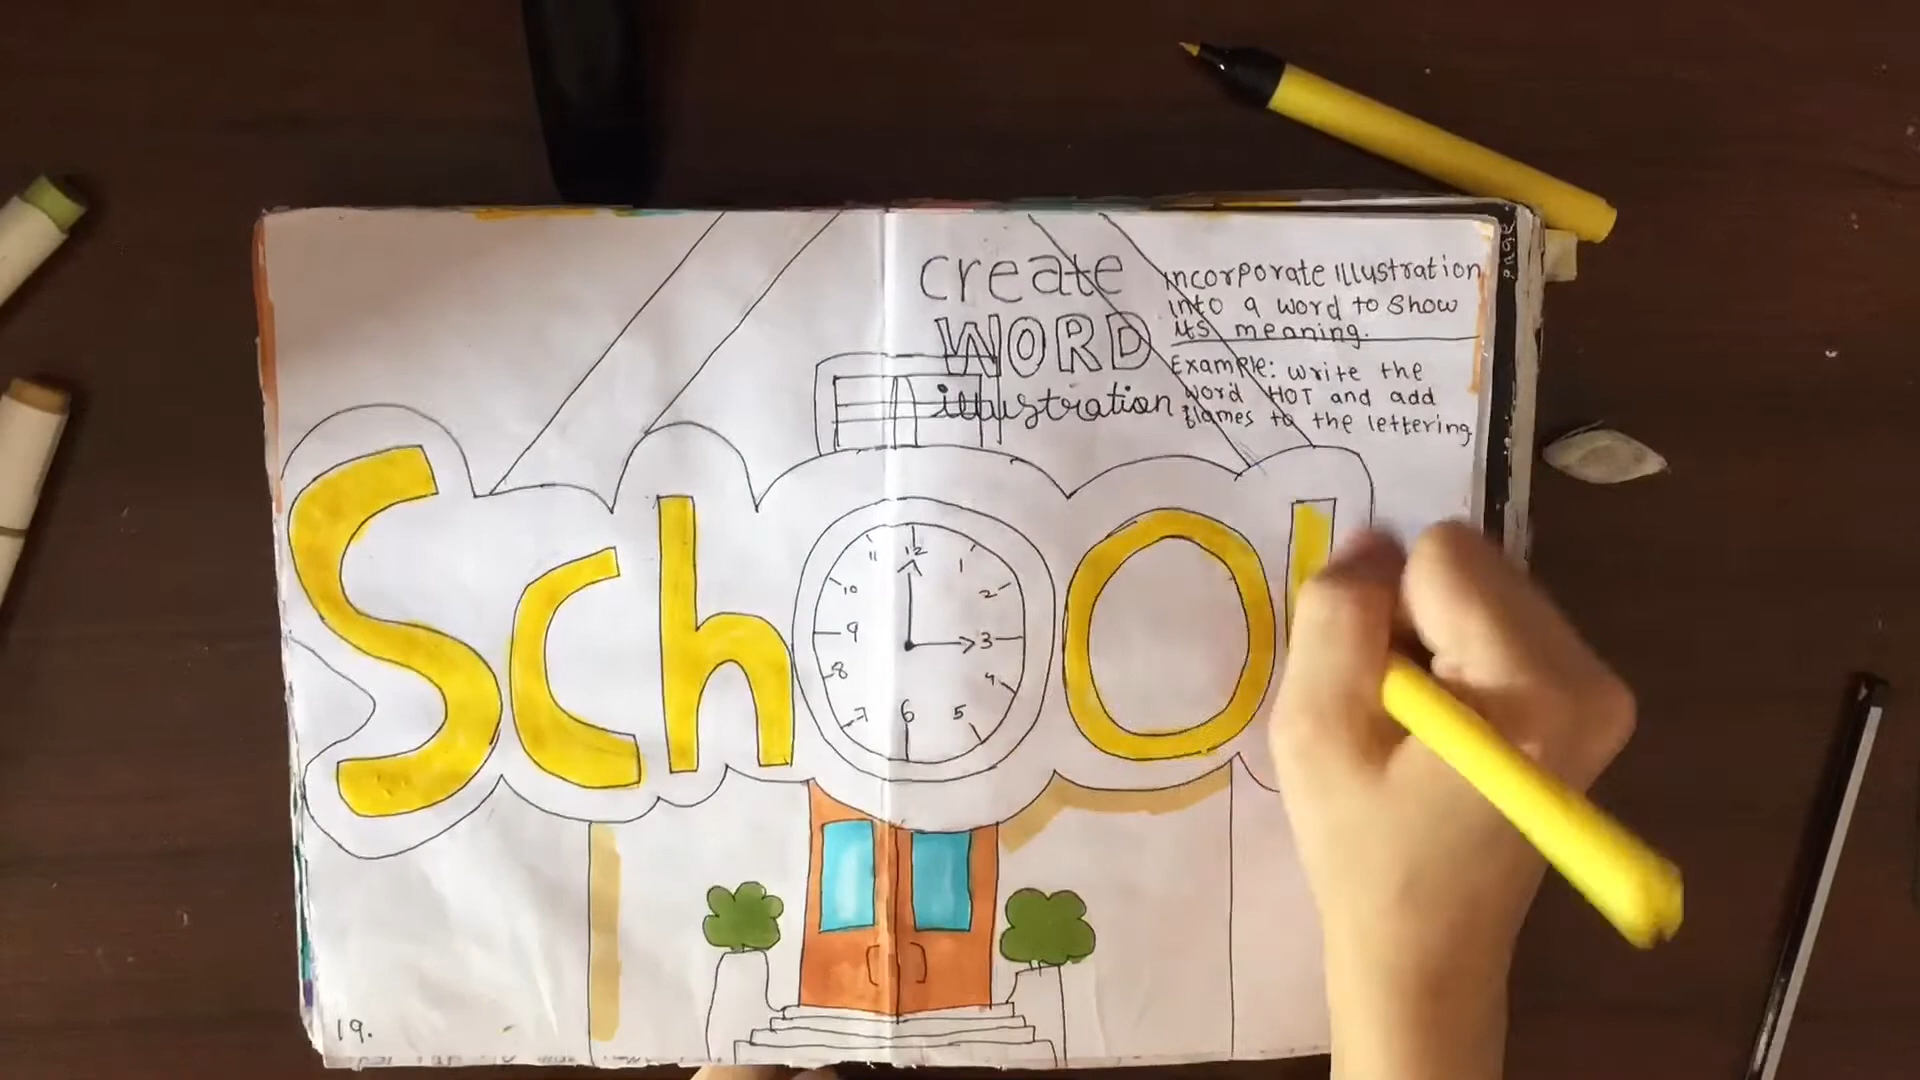 create
WORD
illustration
Incorporate Illustration
into a word to show
its meaning.
Example: write the
word HOT and add
flames to the lettering
School
12
1
2
3
4
5
6
7
8
9
10
11
19.